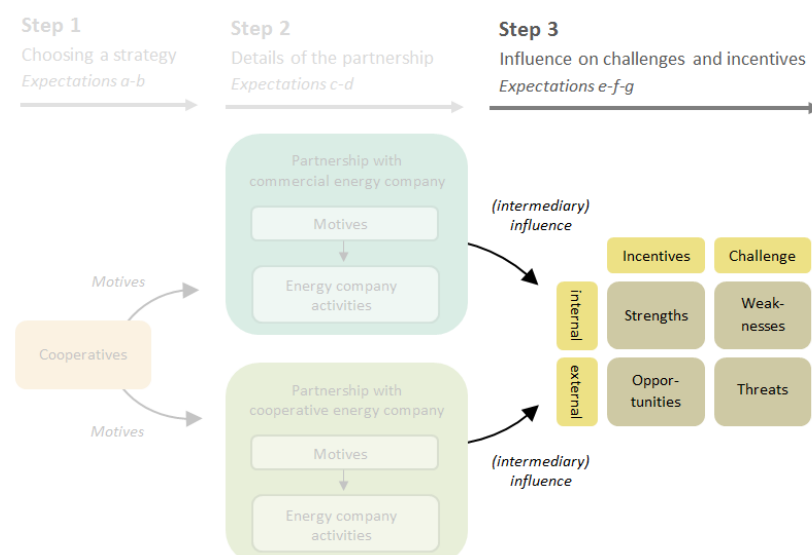 Step 1
Choosing a strategy
Expectations a-b
Step 2
Details of the partnership
Expectations c-d
Step 3
Influence on challenges and incentives
Expectations e-f-g
Partnership with
commercial energy company
Motives
Energy company
activities
(intermediary)
influence
Motives
Cooperatives
Motives
Partnership with
cooperative energy company
Motives
Energy company
activities
(intermediary)
influence
Incentives
Challenge
internal
Strengths
Weak-
nesses
external
Oppor-
tunities
Threats